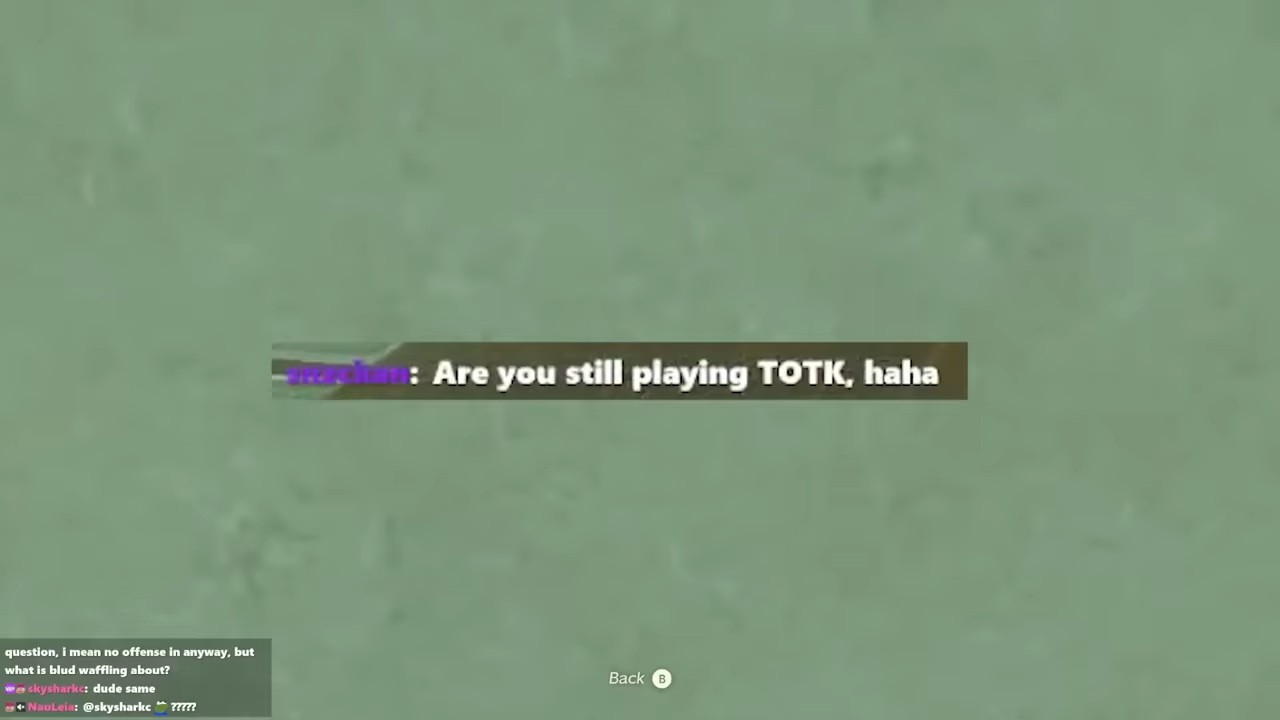 snzchan: Are you still playing TOTK, haha
question, i mean no offense in anyway, but
what is blud waffling about?
skysharkc: dude same
NaoLeia: @skysharkc ?????
Back B